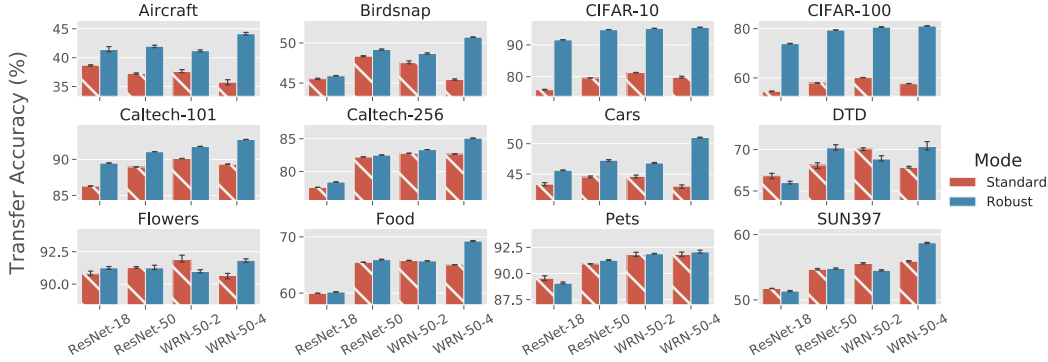 Aircraft Birdsnap CIFAR-10 CIFAR-100
45
40
35
50
45
90
80
80
60
Caltech-101 Caltech-256 Cars DTD
90
85
85
80
50
45
70
65
Flowers Food Pets SUN397
92.5
90.0
70
60
92.5
90.0
87.5
60
50
ResNet-18 ResNet-50 WRN-50-2 WRN-50-4
ResNet-18 ResNet-50 WRN-50-2 WRN-50-4
ResNet-18 ResNet-50 WRN-50-2 WRN-50-4
ResNet-18 ResNet-50 WRN-50-2 WRN-50-4
Transfer Accuracy (%)
Mode
Standard
Robust